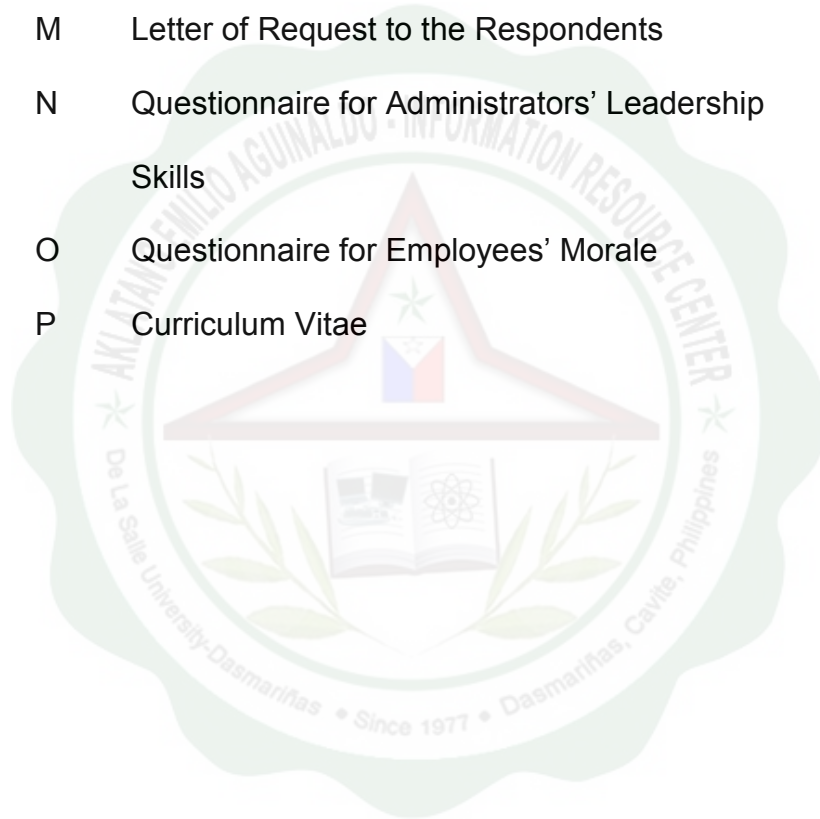 M Letter of Request to the Respondents
N Questionnaire for Administrators’ Leadership
Skills
O Questionnaire for Employees’ Morale
P Curriculum Vitae
AKLATANG EMILIO AGUINALDO - INFORMATION RESOURCE CENTER
De La Salle University-Dasmariñas • Since 1977 • Dasmariñas, Cavite, Philippines